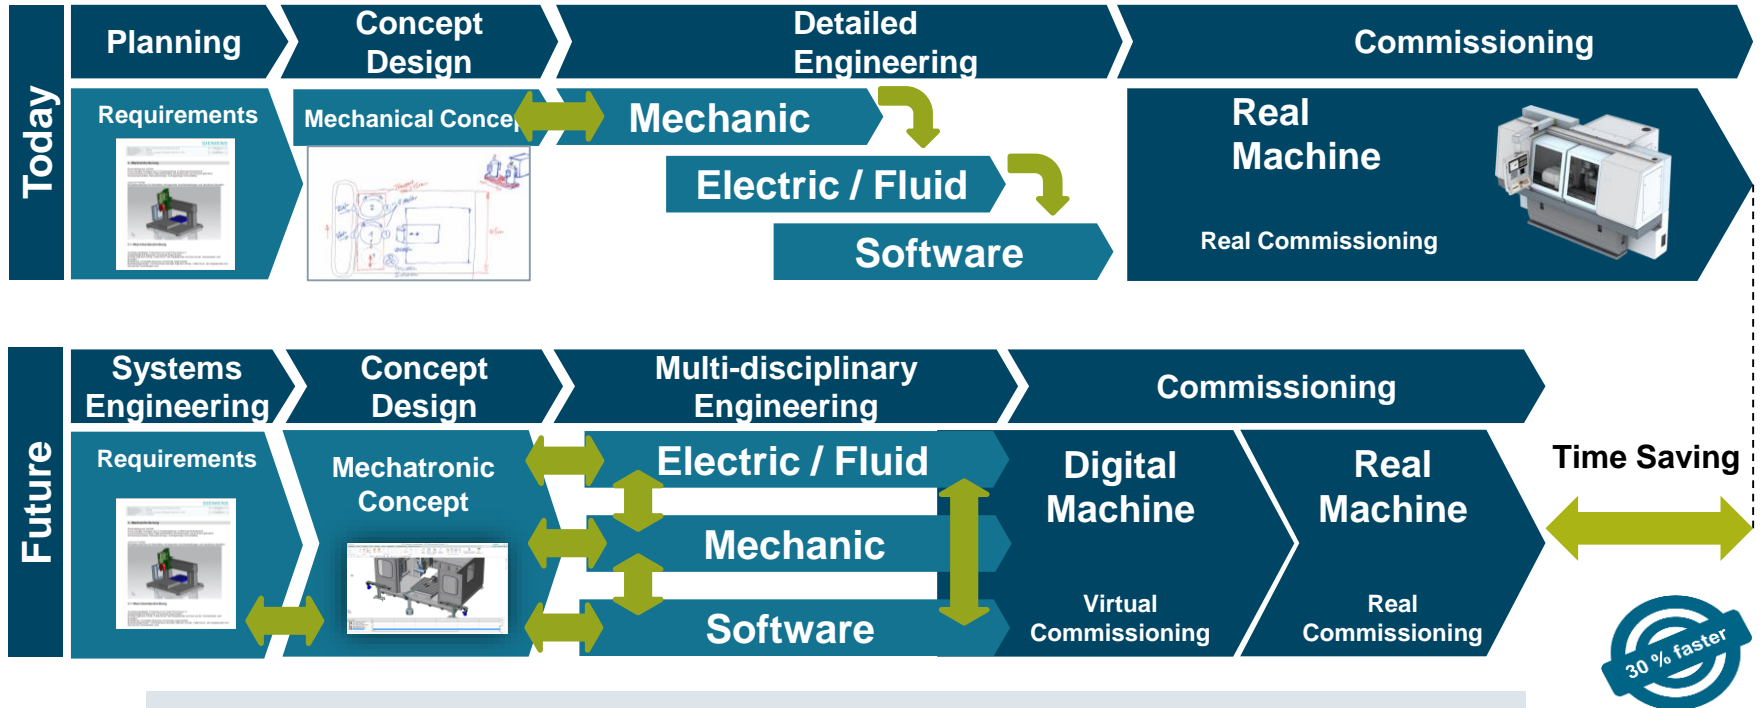 Today
Planning
Concept
Design
Detailed
Engineering
Commissioning
Requirements
SIEMENS
Mechanical Concep
Mechanic
Electric / Fluid
Software
Real
Machine
Real Commissioning
Future
Systems
Engineering
Concept
Design
Multi-disciplinary
Engineering
Commissioning
Requirements
SIEMENS
Mechatronic
Concept
Electric / Fluid
Mechanic
Software
Digital
Machine
Virtual
Commissioning
Real
Machine
Real
Commissioning
Time Saving
30 % faster